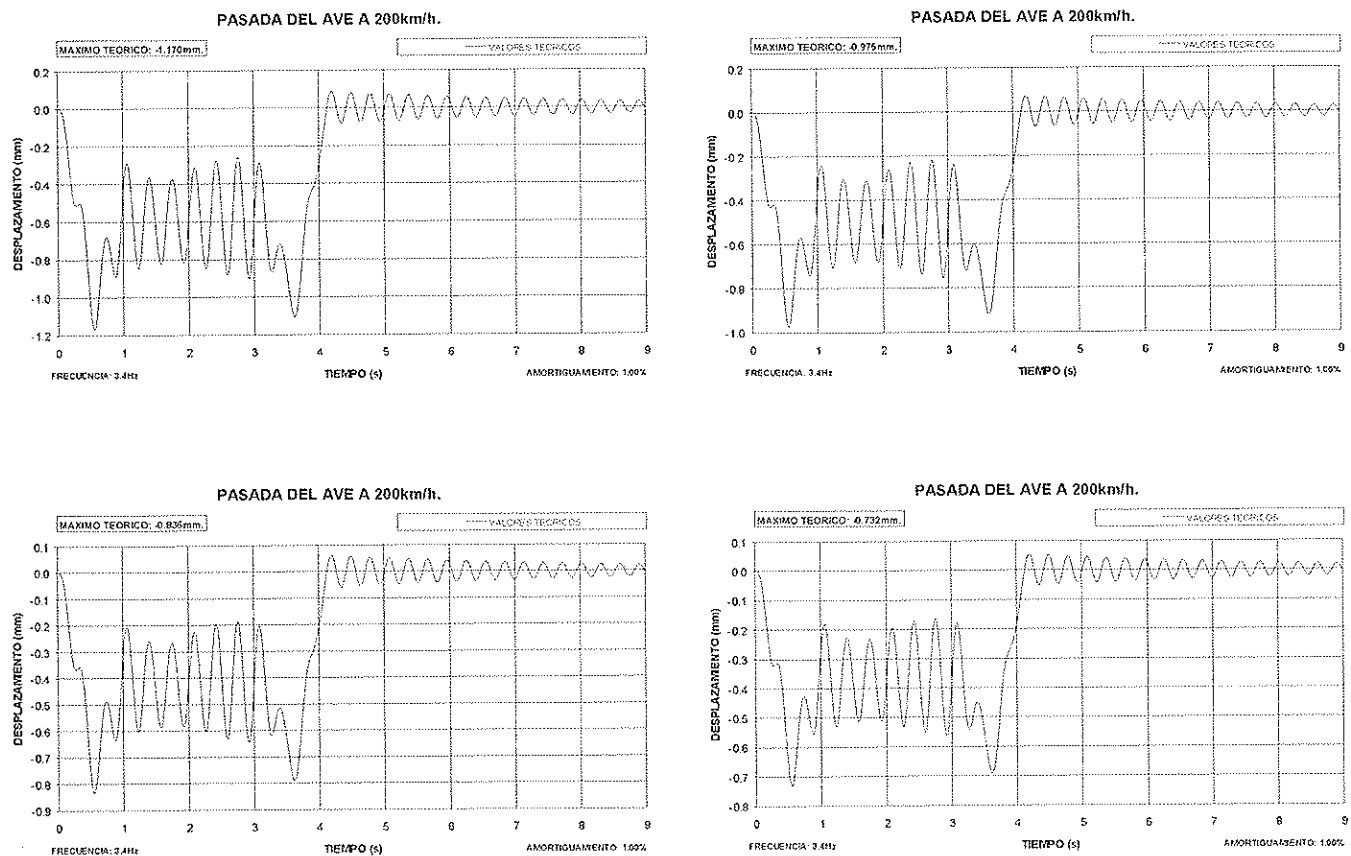 PASADA DEL AVE A 200km/h.
MAXIMO TEORICO: -1.170mm.
VALORES TEORICOS
DESPLAZAMIENTO (mm)
0.2
0.0
-0.2
-0.4
-0.6
-0.8
-1.0
-1.2
0 1 2 3 4 5 6 7 8 9
FRECUENCIA: 3.4Hz
TIEMPO (s)
AMORTIGUAMIENTO: 1.00%
PASADA DEL AVE A 200km/h.
MAXIMO TEORICO: -0.975mm.
VALORES TEORICOS
DESPLAZAMIENTO (mm)
0.2
0.0
-0.2
-0.4
-0.6
-0.8
-1.0
0 1 2 3 4 5 6 7 8 9
FRECUENCIA: 3.4Hz
TIEMPO (s)
AMORTIGUAMIENTO: 1.00%
PASADA DEL AVE A 200km/h.
MAXIMO TEORICO: -0.836mm.
VALORES TEORICOS
DESPLAZAMIENTO (mm)
0.1
0.0
-0.1
-0.2
-0.3
-0.4
-0.5
-0.6
-0.7
-0.8
-0.9
0 1 2 3 4 5 6 7 8 9
FRECUENCIA: 3.4Hz
TIEMPO (s)
AMORTIGUAMIENTO: 1.00%
PASADA DEL AVE A 200km/h.
MAXIMO TEORICO: -0.732mm.
VALORES TEORICOS
DESPLAZAMIENTO (mm)
0.1
0.0
-0.1
-0.2
-0.3
-0.4
-0.5
-0.6
-0.7
-0.8
0 1 2 3 4 5 6 7 8 9
FRECUENCIA: 3.4Hz
TIEMPO (s)
AMORTIGUAMIENTO: 1.00%